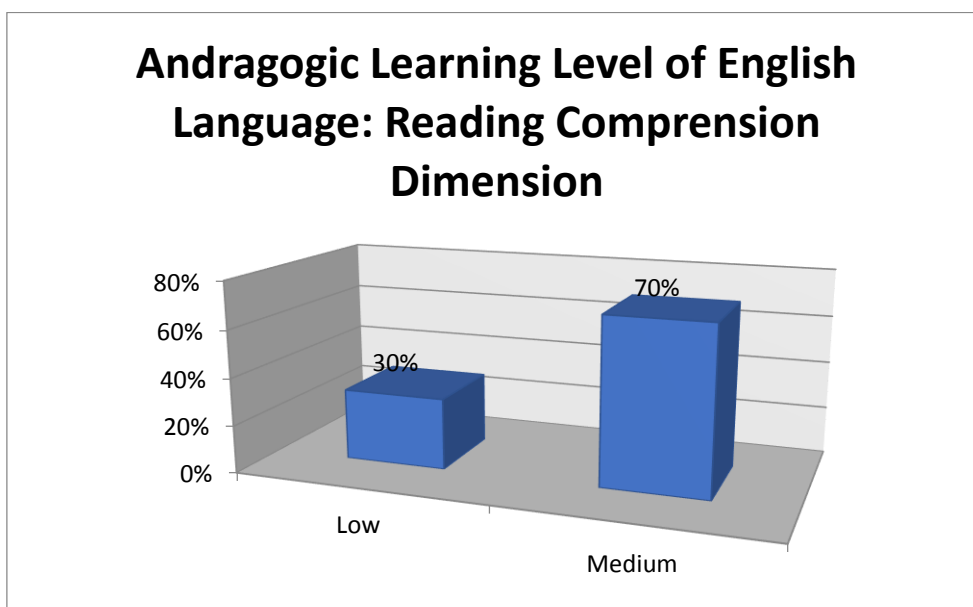 Andragogic Learning Level of English
Language: Reading Comprension
Dimension
80%
60%
40%
20%
0%
30%
70%
Low
Medium